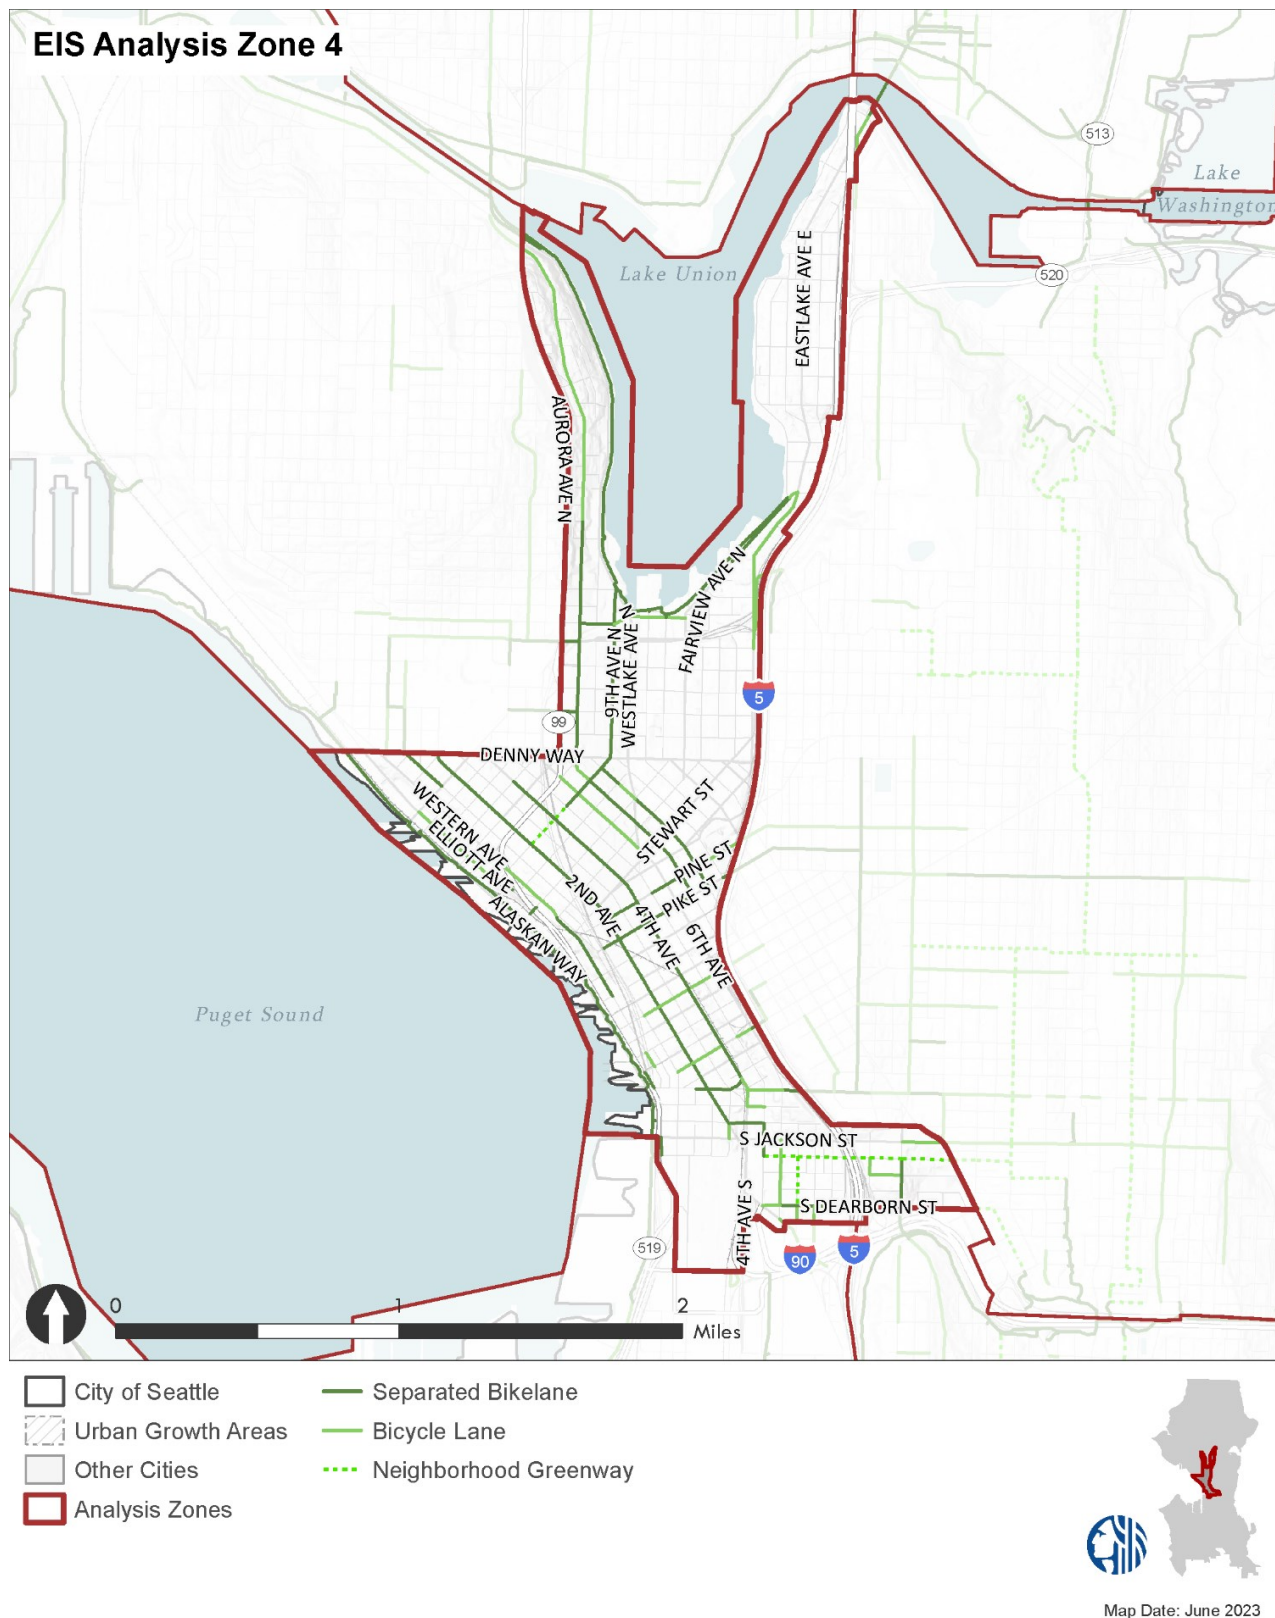 EIS Analysis Zone 4
513
Lake
Washington
520
Lake Union
EASTLAKE AVE E
AURORA AVE N
FAIRVIEW AVE N
9TH AVE N
WESTLAKE AVE N
5
99
DENNY WAY
STEWART ST
WESTERN AVE
ELLIOTT AVE
PINE ST
PIKE ST
2ND AVE
4TH AVE
6TH AVE
ALASKAN WAY
Puget Sound
S JACKSON ST
4TH AVE S
S DEARBORN ST
519
90
5
0 1 2
Miles
City of Seattle
Urban Growth Areas
Other Cities
Analysis Zones
Separated Bikelane
Bicycle Lane
Neighborhood Greenway
Map Date: June 2023